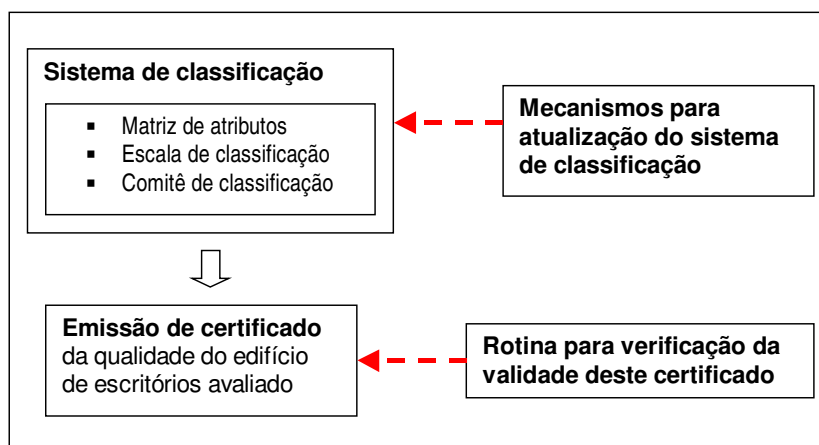 Sistema de classificação
▪ Matriz de atributos
▪ Escala de classificação
▪ Comitê de classificação
Mecanismos para
atualização do sistema
de classificação
Emissão de certificado
da qualidade do edifício
de escritórios avaliado
Rotina para verificação da
validade deste certificado